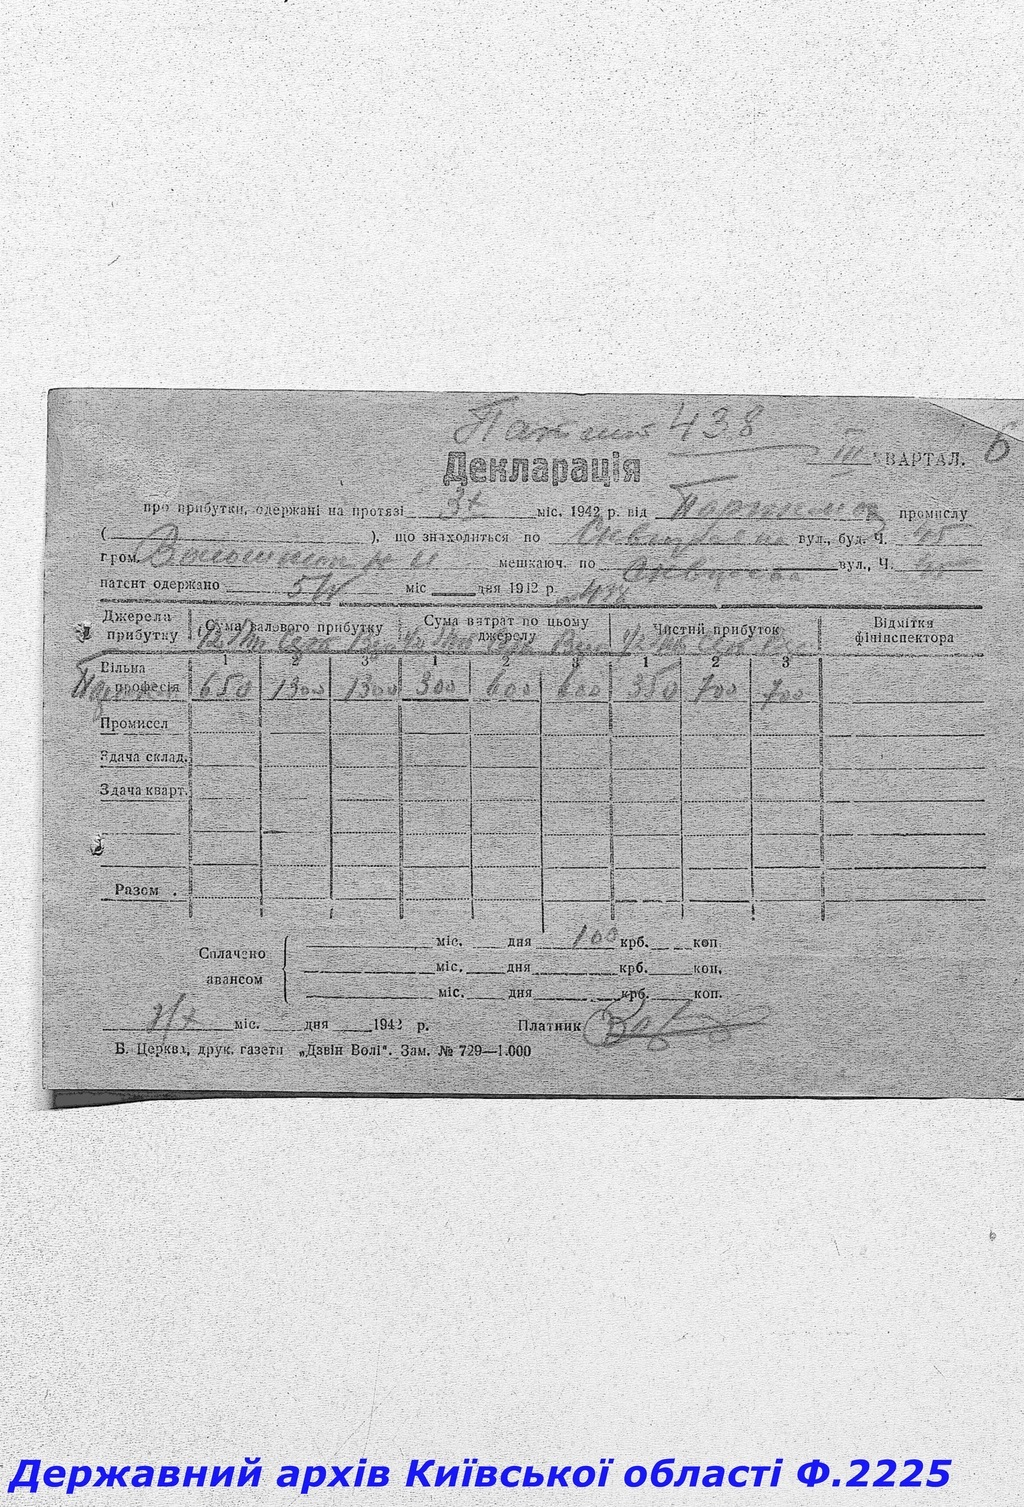 Патент 438
III КВАРТАЛ. 6
Декларація
про прибутки, одержані на протязі 3х міс. 1942 р. від промислу
( ), що знаходиться по вул., буд. Ч. 45
гром. мешкаюч. по вул., Ч.
патент одержано міс дня 1942 р. 438
Джерела прибутку Сума валового прибутку Сума витрат по цьому джерелу Чистий прибуток Відмітка фінінспектора
1 2 3 1 2 3 1 2 3
Вільна професія 650 1300 1300 300 600 600 350 700 700
Промисел
Здача склад.
Здача кварт.
Разом .
Сплачено авансом
міс. дня 100 крб. коп.
міс. дня крб. коп.
міс. дня крб. коп.
міс. дня 1942 р. Платник
Б. Церква, друк. газети „Дзвін Волі". Зам. № 729—1.000
Державний архів Київської області Ф.2225